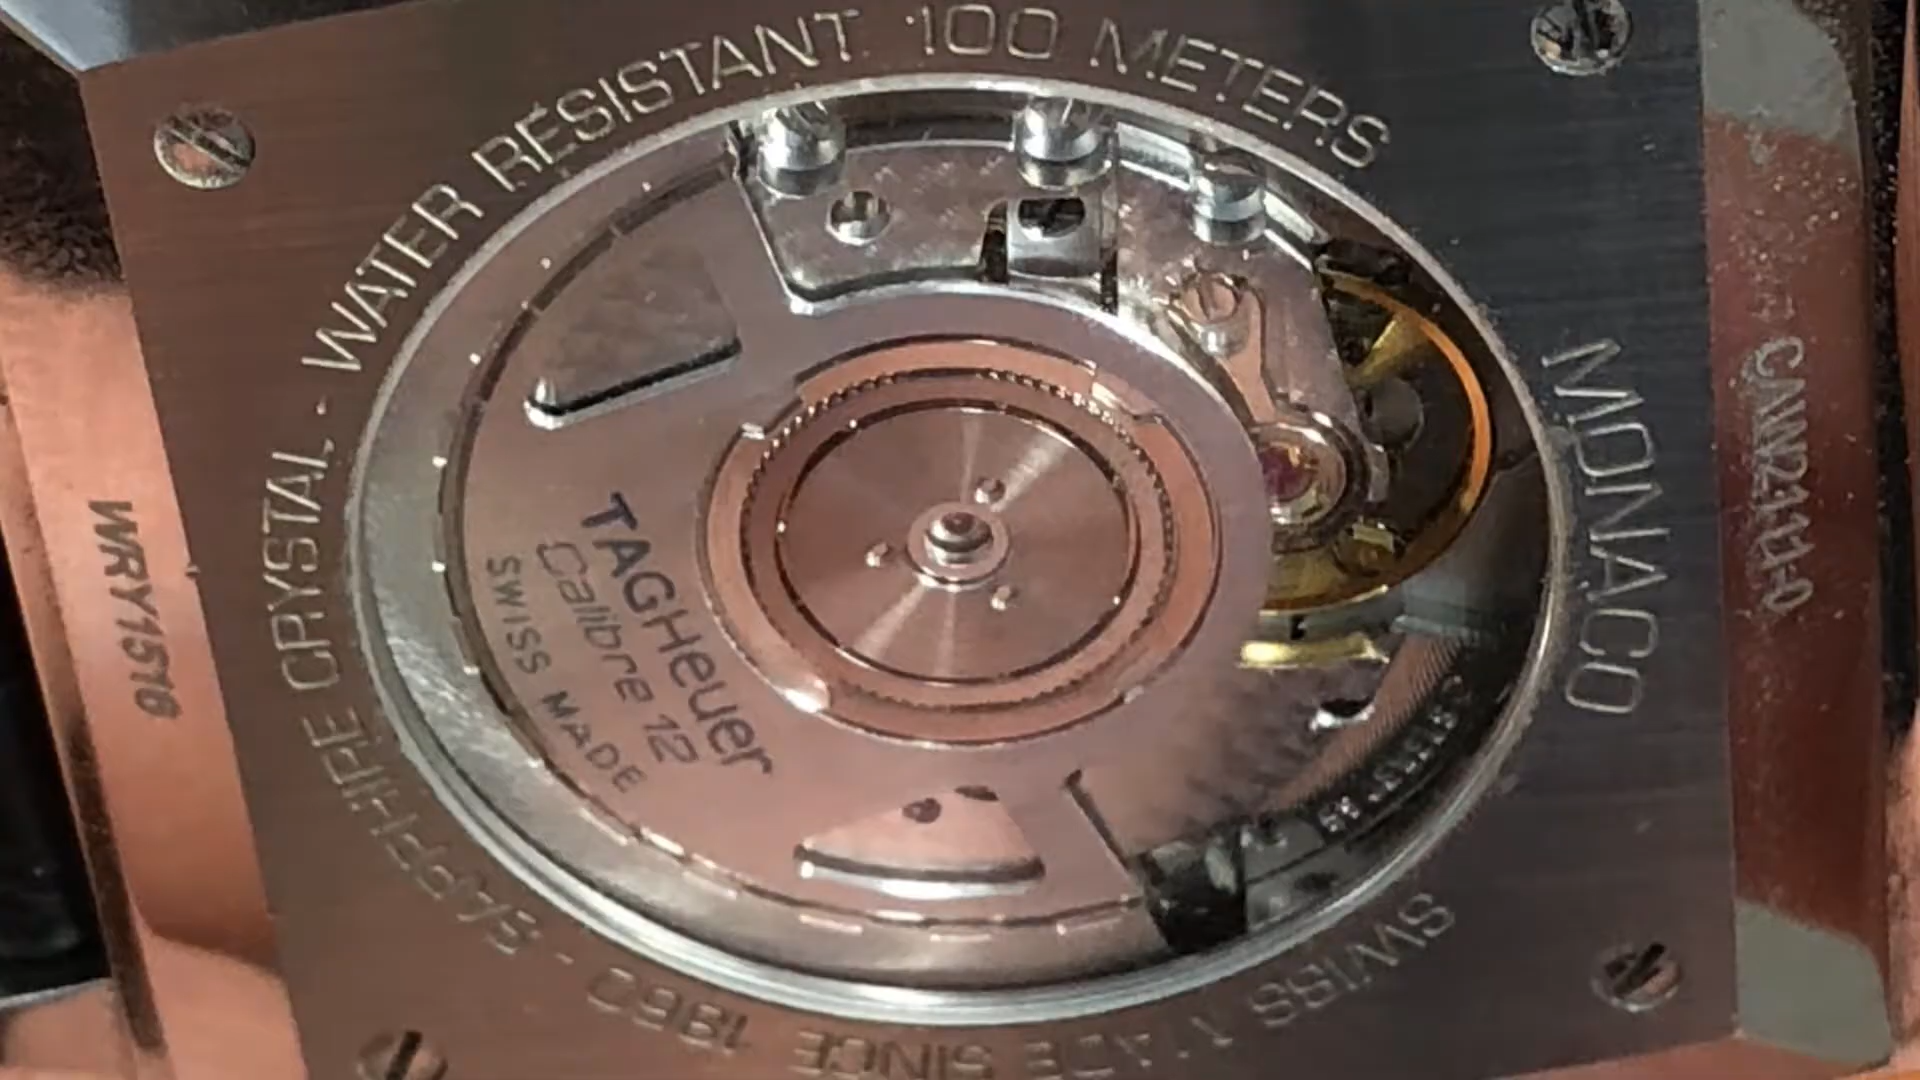 WATER RESISTANT 100 METERS
MONACO
SWISS MADE SINCE 1860 - SAPPHIRE CRYSTAL -
TAGHeuer
Calibre 12
SWISS MADE
WRY1516
CAW2111-0